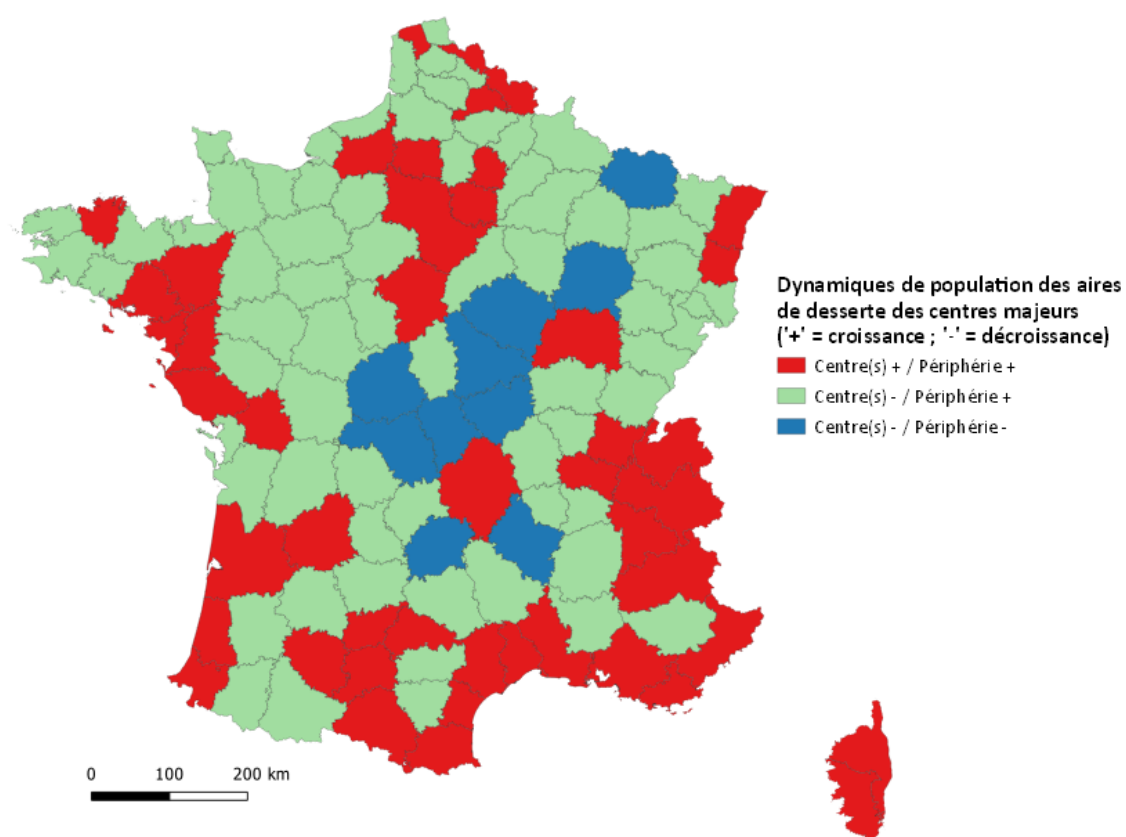 Dynamiques de population des aires
de desserte des centres majeurs
('+' = croissance ; '-' = décroissance)
Centre(s) + / Périphérie +
Centre(s) - / Périphérie +
Centre(s) - / Périphérie -
0 100 200 km